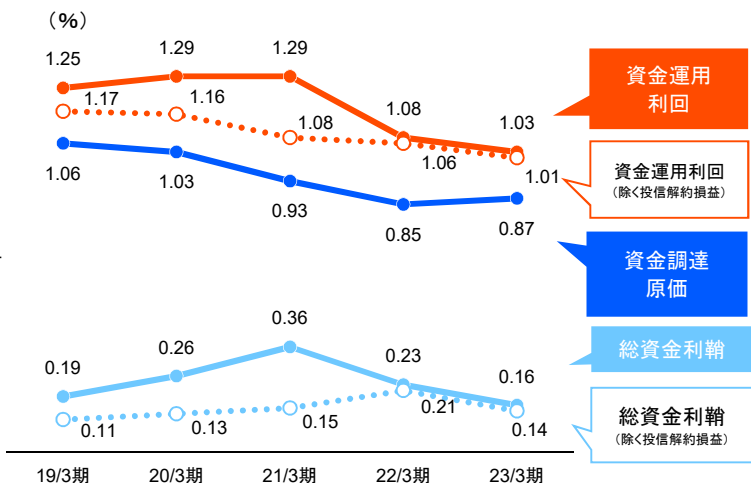 （%）
1.25
1.29
1.29
1.08
1.03
1.17
1.16
1.08
1.06
1.01
1.06
1.03
0.93
0.85
0.87
0.19
0.26
0.36
0.23
0.16
0.11
0.13
0.15
0.21
0.14
19/3期
20/3期
21/3期
22/3期
23/3期
資金運用
利回
資金運用利回
（除く投信解約損益）
資金調達
原価
総資金利鞘
総資金利鞘
（除く投信解約損益）